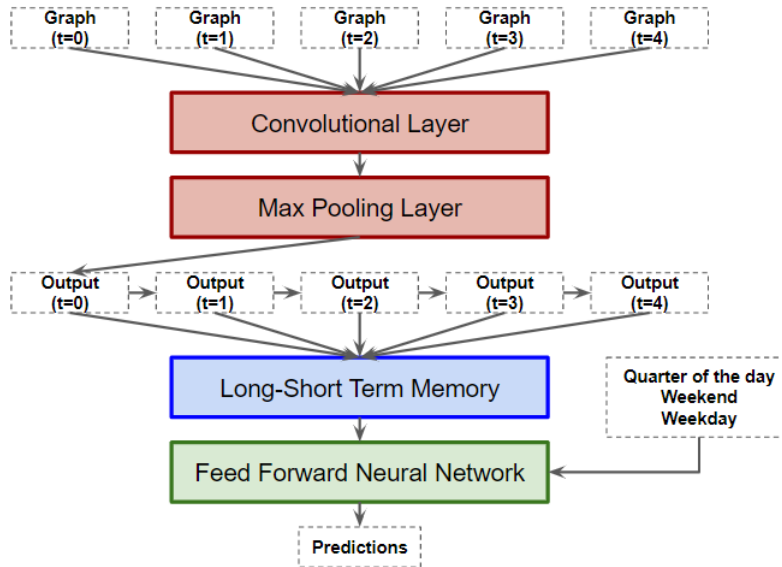 Graph Graph Graph Graph Graph
(t=0) (t=1) (t=2) (t=3) (t=4)
Convolutional Layer
Max Pooling Layer
Output Output Output Output Output
(t=0) (t=1) (t=2) (t=3) (t=4)
Long-Short Term Memory
Quarter of the day
Weekend
Weekday
Feed Forward Neural Network
Predictions